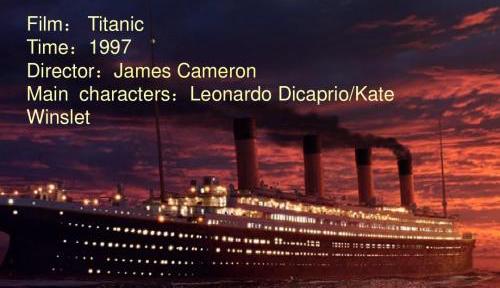 Film： Titanic
Time：1997
Director：James Cameron
Main characters：Leonardo Dicaprio/Kate
Winslet